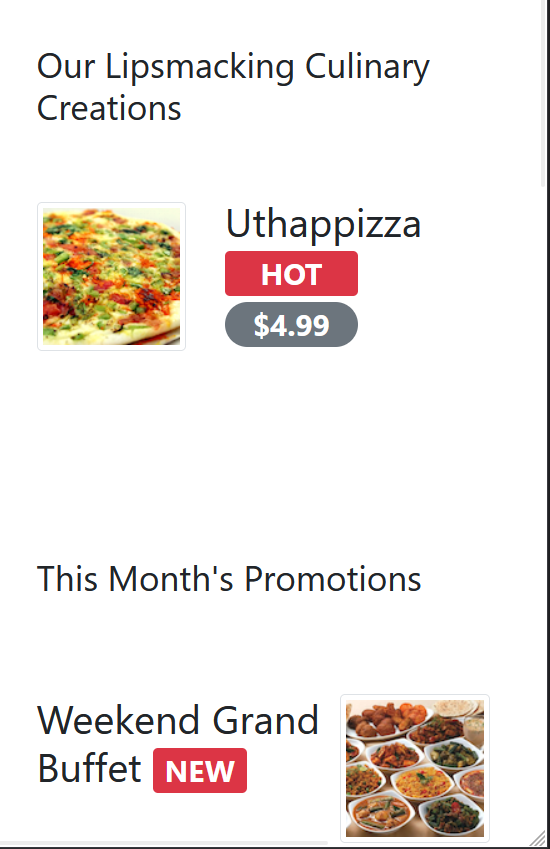 Our Lipsmacking Culinary
Creations
Uthappizza
HOT
$4.99
This Month's Promotions
Weekend Grand
Buffet NEW